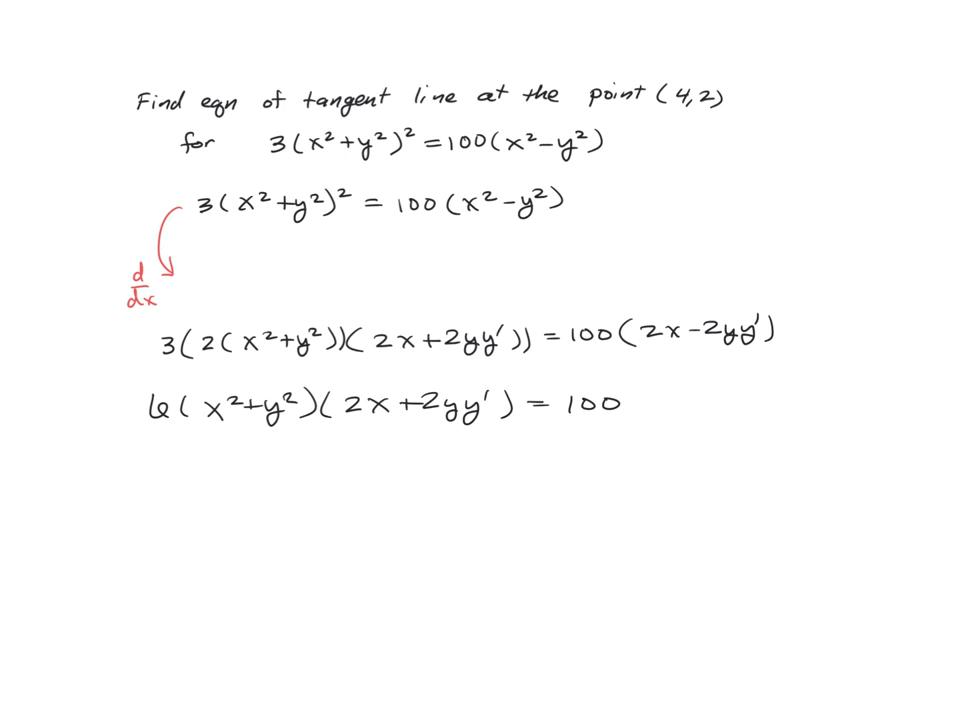 Find eqn of tangent line at the point (4,2)
for 3(x²+y²)²=100(x²-y²)
3(x²+y²)² = 100(x²-y²)
d/dx
3(2(x²+y²))(2x+2yy')) = 100(2x-2yy')
6(x²+y²)(2x+2yy') = 100